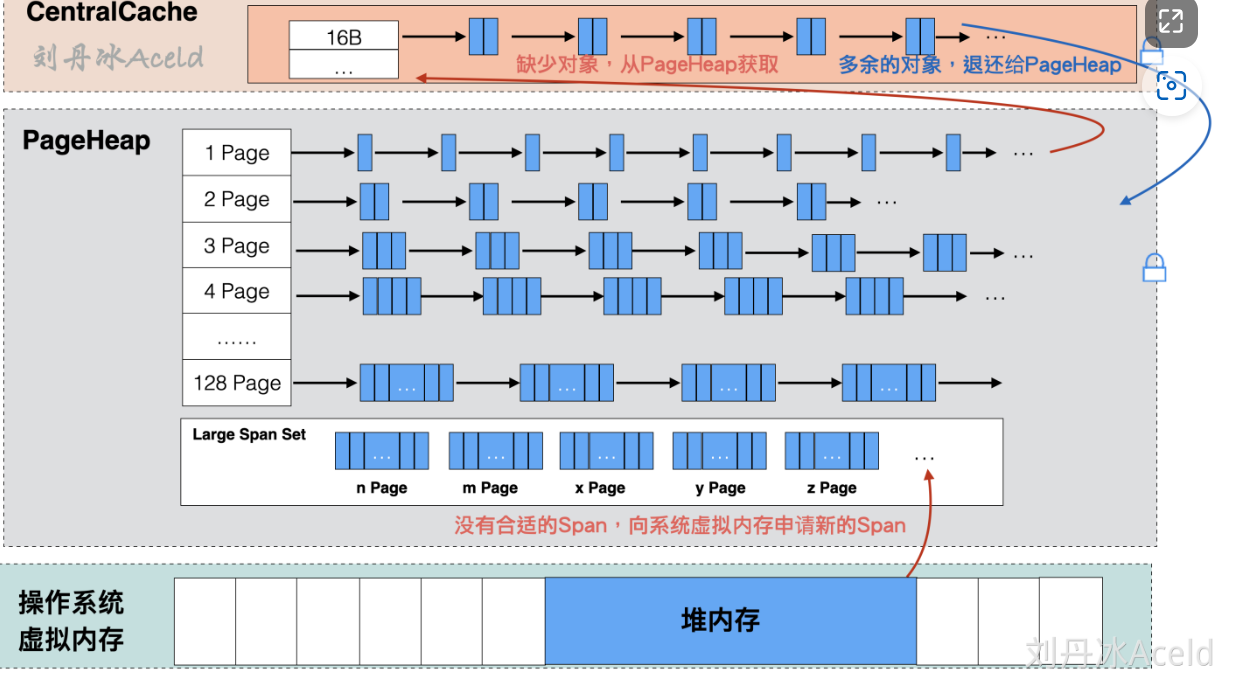 CentralCache
刘丹冰Aceld
16B
...
...
缺少对象，从PageHeap获取
多余的对象，退还给PageHeap
PageHeap
1 Page
...
2 Page
...
3 Page
...
4 Page
...
......
128 Page
... ... ... ...
Large Span Set
... ... ... ... ... ...
n Page m Page x Page y Page z Page
没有合适的Span，向系统虚拟内存申请新的Span
操作系统
虚拟内存
堆内存
刘丹冰Aceld